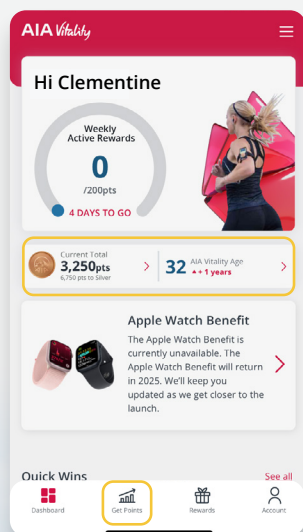 AIA Vitality
Hi Clementine
Weekly
Active Rewards
0
/200pts
4 DAYS TO GO
Current Total
3,250pts
6,750 pts to Silver
32
AIA Vitality Age
+ 1 years
Apple Watch Benefit
The Apple Benefit is
currently unavailable. The
Apple Watch Benefit will return
in 2025. We'll keep you
updated as we get closer to the
launch.
Quick Wins
See all
Dashboard
Get Points
Rewards
Account